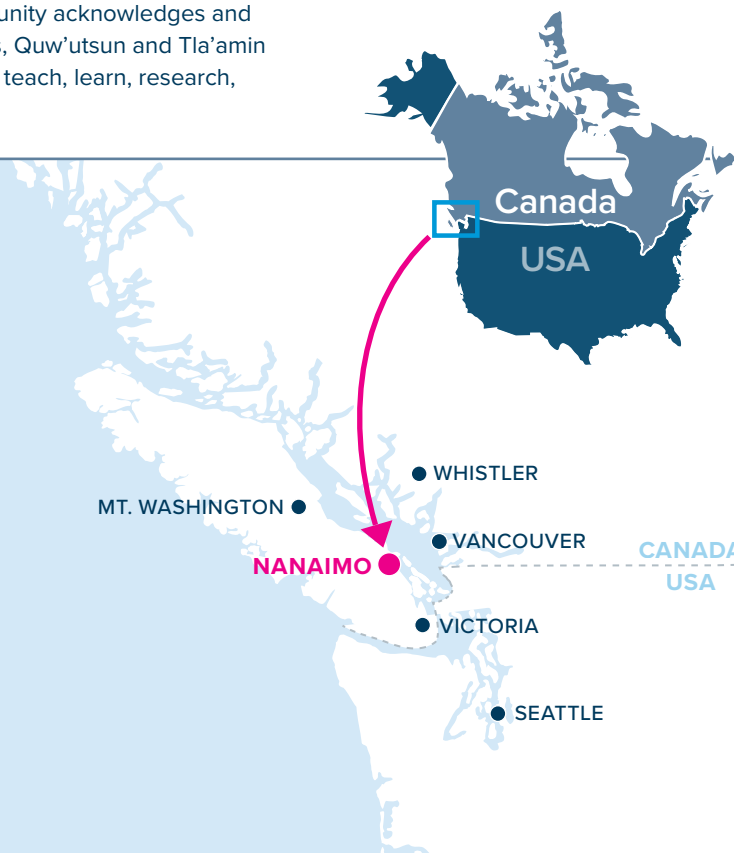 unity acknowledges and
, Quw’utsun and Tla’amin
teach, learn, research,
Canada
USA
WHISTLER
MT. WASHINGTON
VANCOUVER
CANADA
NANAIMO
USA
VICTORIA
SEATTLE